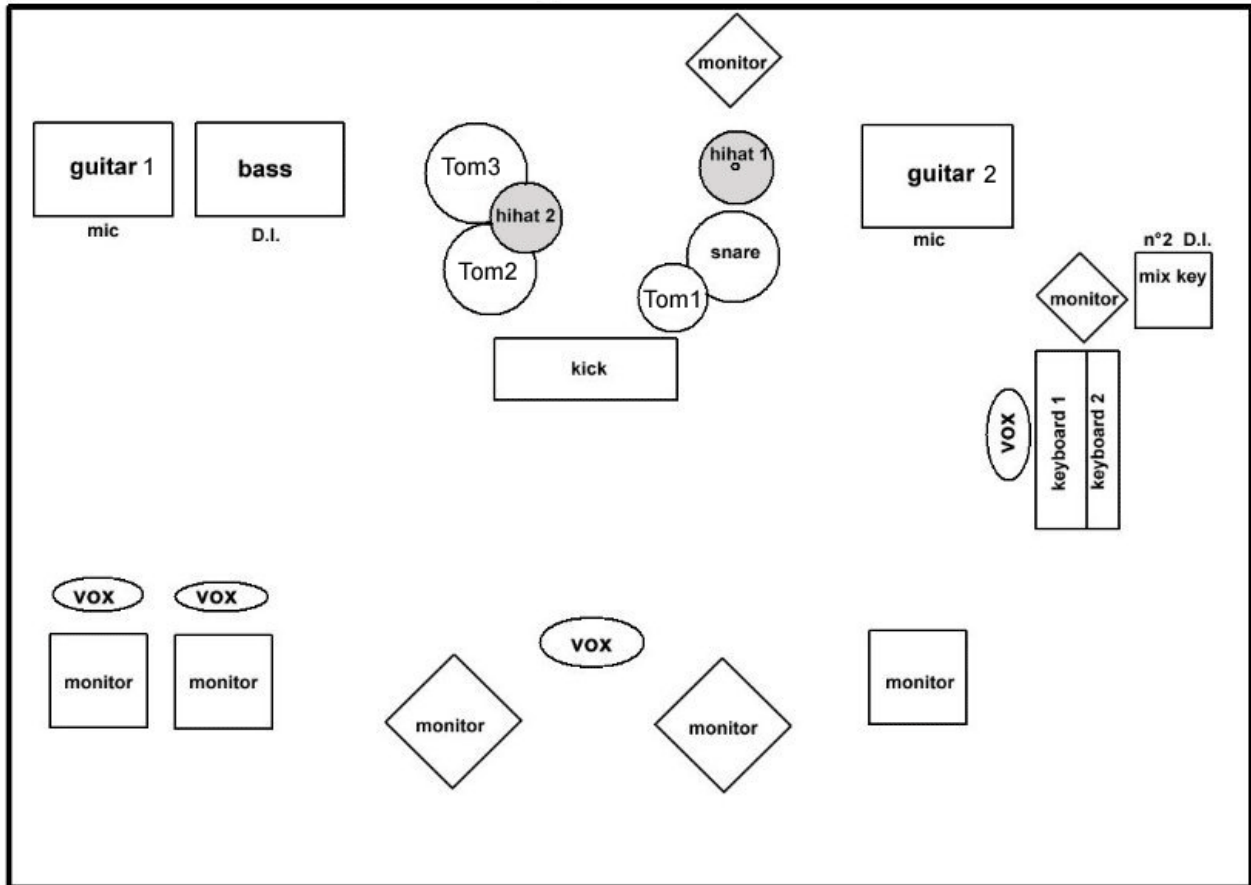 monitor
hihat 1
guitar 1
bass
Tom3
guitar 2
mic
D.I.
hihat 2
mic
n°2 D.I.
snare
Tom2
mix key
Tom1
monitor
kick
vox
keyboard 1
keyboard 2
vox
vox
vox
monitor
monitor
monitor
monitor
monitor